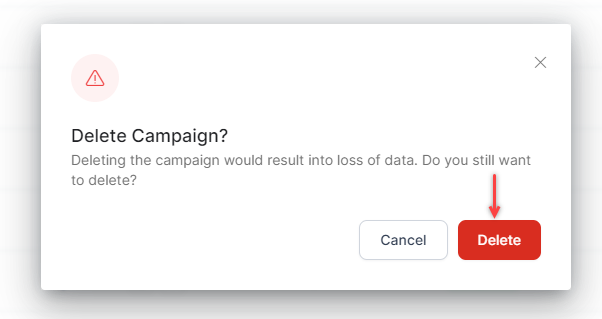 Delete Campaign?
Deleting the campaign would result into loss of data. Do you still want
to delete?
Cancel
Delete